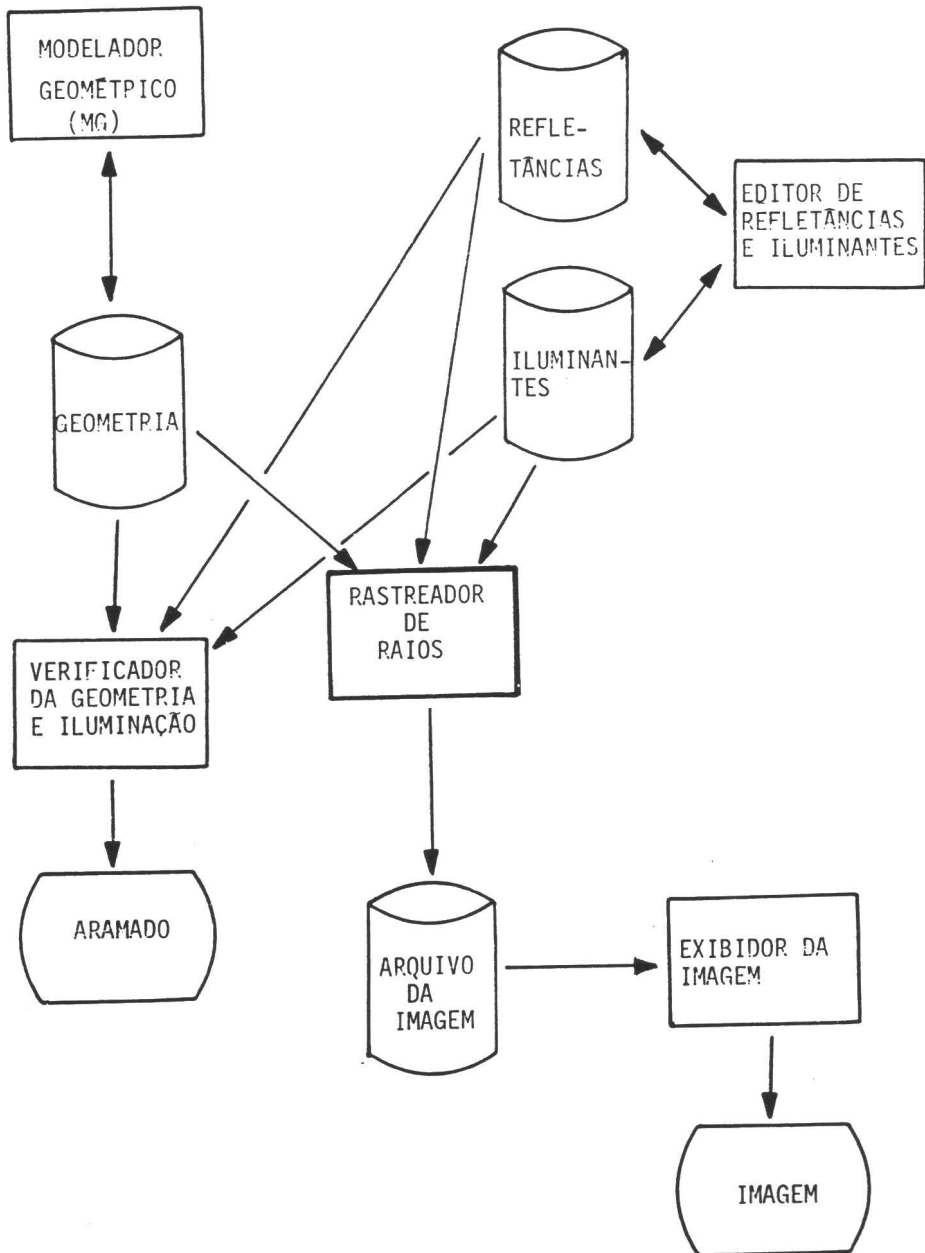 MODELADOR
GEOMÉTPICO
(MG)
REFLE-
TÂNCIAS
EDITOR DE
REFLETÂNCIAS
E ILUMINANTES
ILUMINAN-
TES
GEOMETRIA
RASTREADOR
DE
RAIOS
VERIFICADOR
DA GEOMETRIA
E ILUMINAÇÃO
ARAMADO
ARQUIVO
DA
IMAGEM
EXIBIDOR DA
IMAGEM
IMAGEM